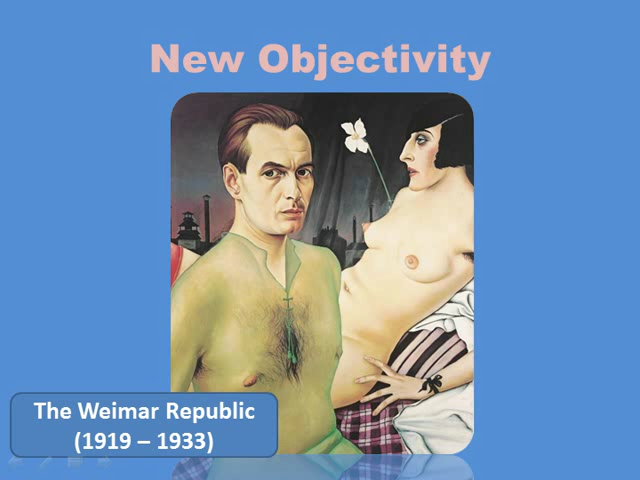 New Objectivity
The Weimar Republic
(1919 – 1933)